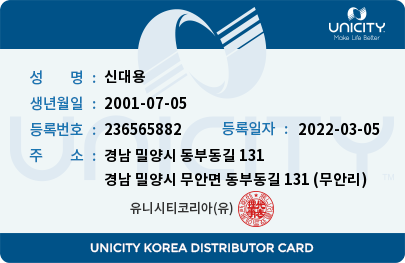 UNICITY
Make Life Better
성 명 : 신대용
생년월일 : 2001-07-05
등록번호 : 236565882 등록일자 : 2022-03-05
주 소 : 경남 밀양시 동부동길 131
경남 밀양시 무안면 동부동길 131 (무안리)
유니시티코리아(유)
UNICITY
UNICITY KOREA DISTRIBUTOR CARD